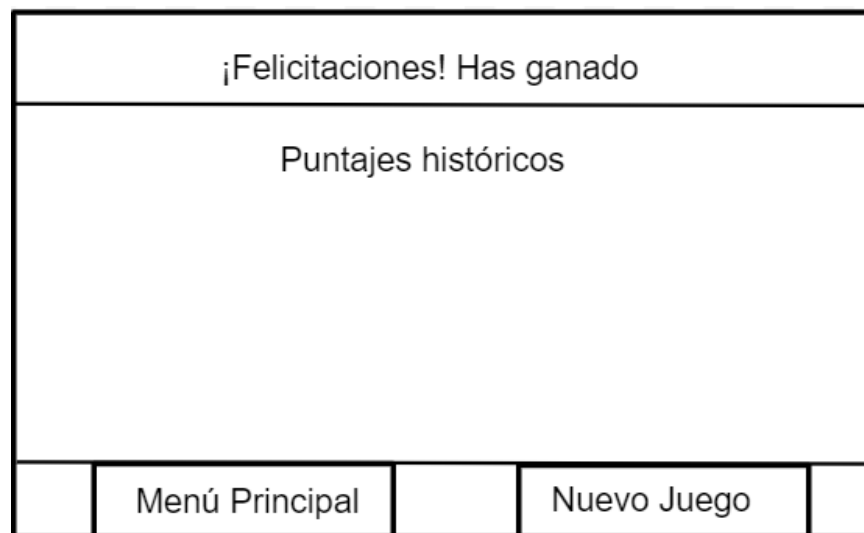 ¡Felicitaciones! Has ganado
Puntajes históricos
Menú Principal
Nuevo Juego